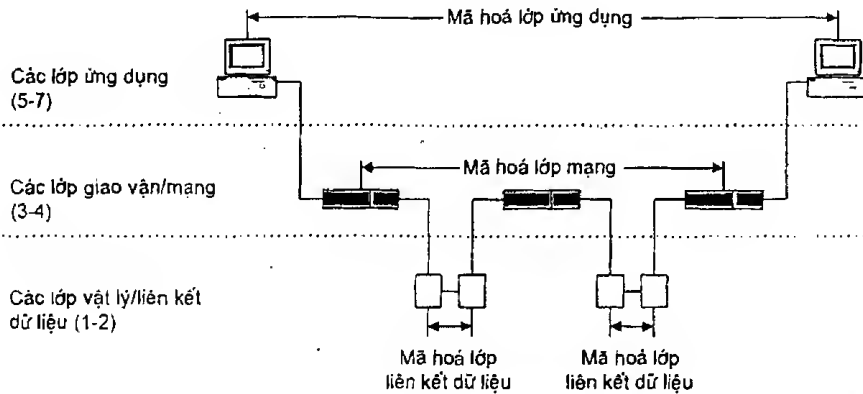 Mã hoá lớp ứng dụng
Các lớp ứng dụng
(5-7)
Mã hoá lớp mạng
Các lớp giao vận/mạng
(3-4)
Các lớp vật lý/liên kết
dữ liệu (1-2)
Mã hoá lớp
liên kết dữ liệu
Mã hoá lớp
liên kết dữ liệu